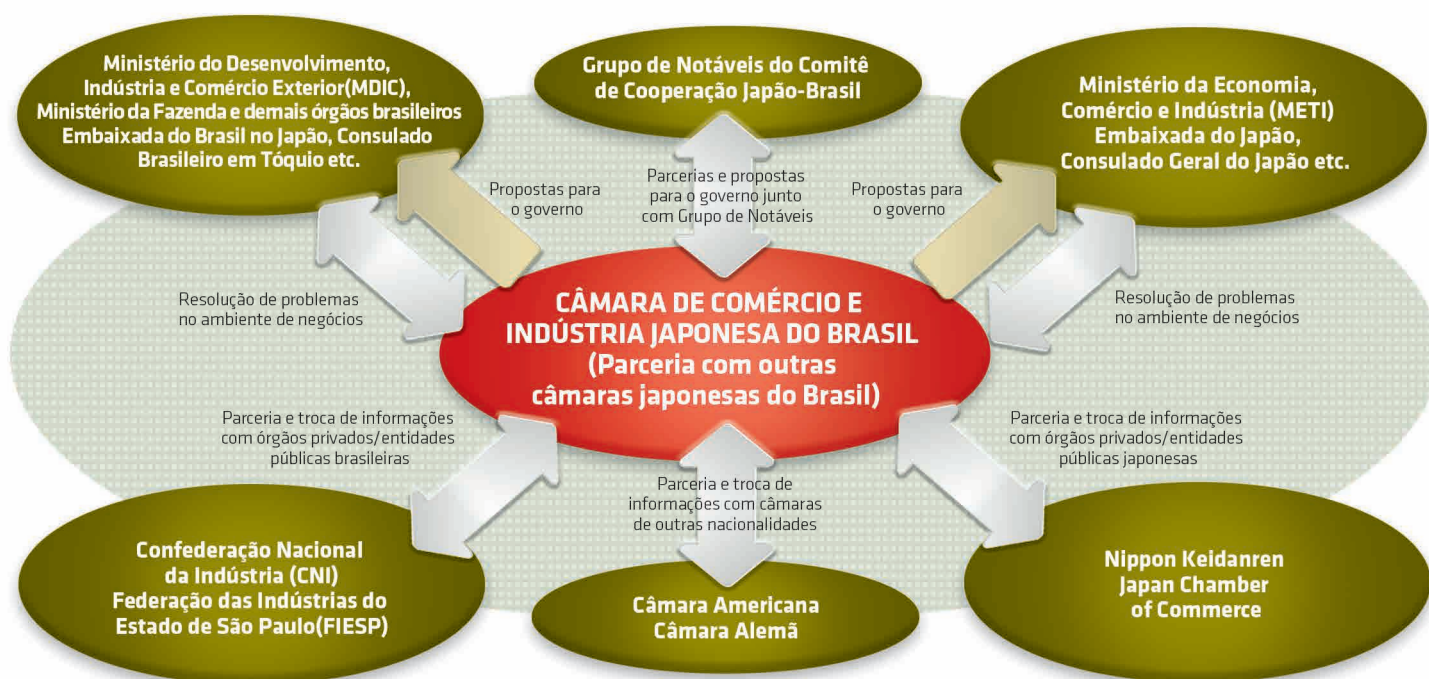 Ministério do Desenvolvimento,
Indústria e Comércio Exterior(MDIC),
Ministério da Fazenda e demais órgãos brasileiros
Embaixada do Brasil no Japão, Consulado
Brasileiro em Tóquio etc.
Grupo de Notáveis do Comitê
de Cooperação Japão-Brasil
Ministério da Economia,
Comércio e Indústria (METI)
Embaixada do Japão,
Consulado Geral do Japão etc.
Propostas para
o governo
Parcerias e propostas
para o governo junto
com Grupo de Notáveis
Propostas para
o governo
Resolução de problemas
no ambiente de negócios
CÂMARA DE COMÉRCIO E
INDÚSTRIA JAPONESA DO BRASIL
(Parceria com outras
câmaras japonesas do Brasil)
Resolução de problemas
no ambiente de negócios
Parceria e troca de informações
com órgãos privados/entidades
públicas brasileiras
Parceria e troca de
informações com câmaras
de outras nacionalidades
Parceria e troca de informações
com órgãos privados/entidades
públicas japonesas
Confederação Nacional
da Indústria (CNI)
Federação das Indústrias do
Estado de São Paulo(FIESP)
Câmara Americana
Câmara Alemã
Nippon Keidanren
Japan Chamber
of Commerce